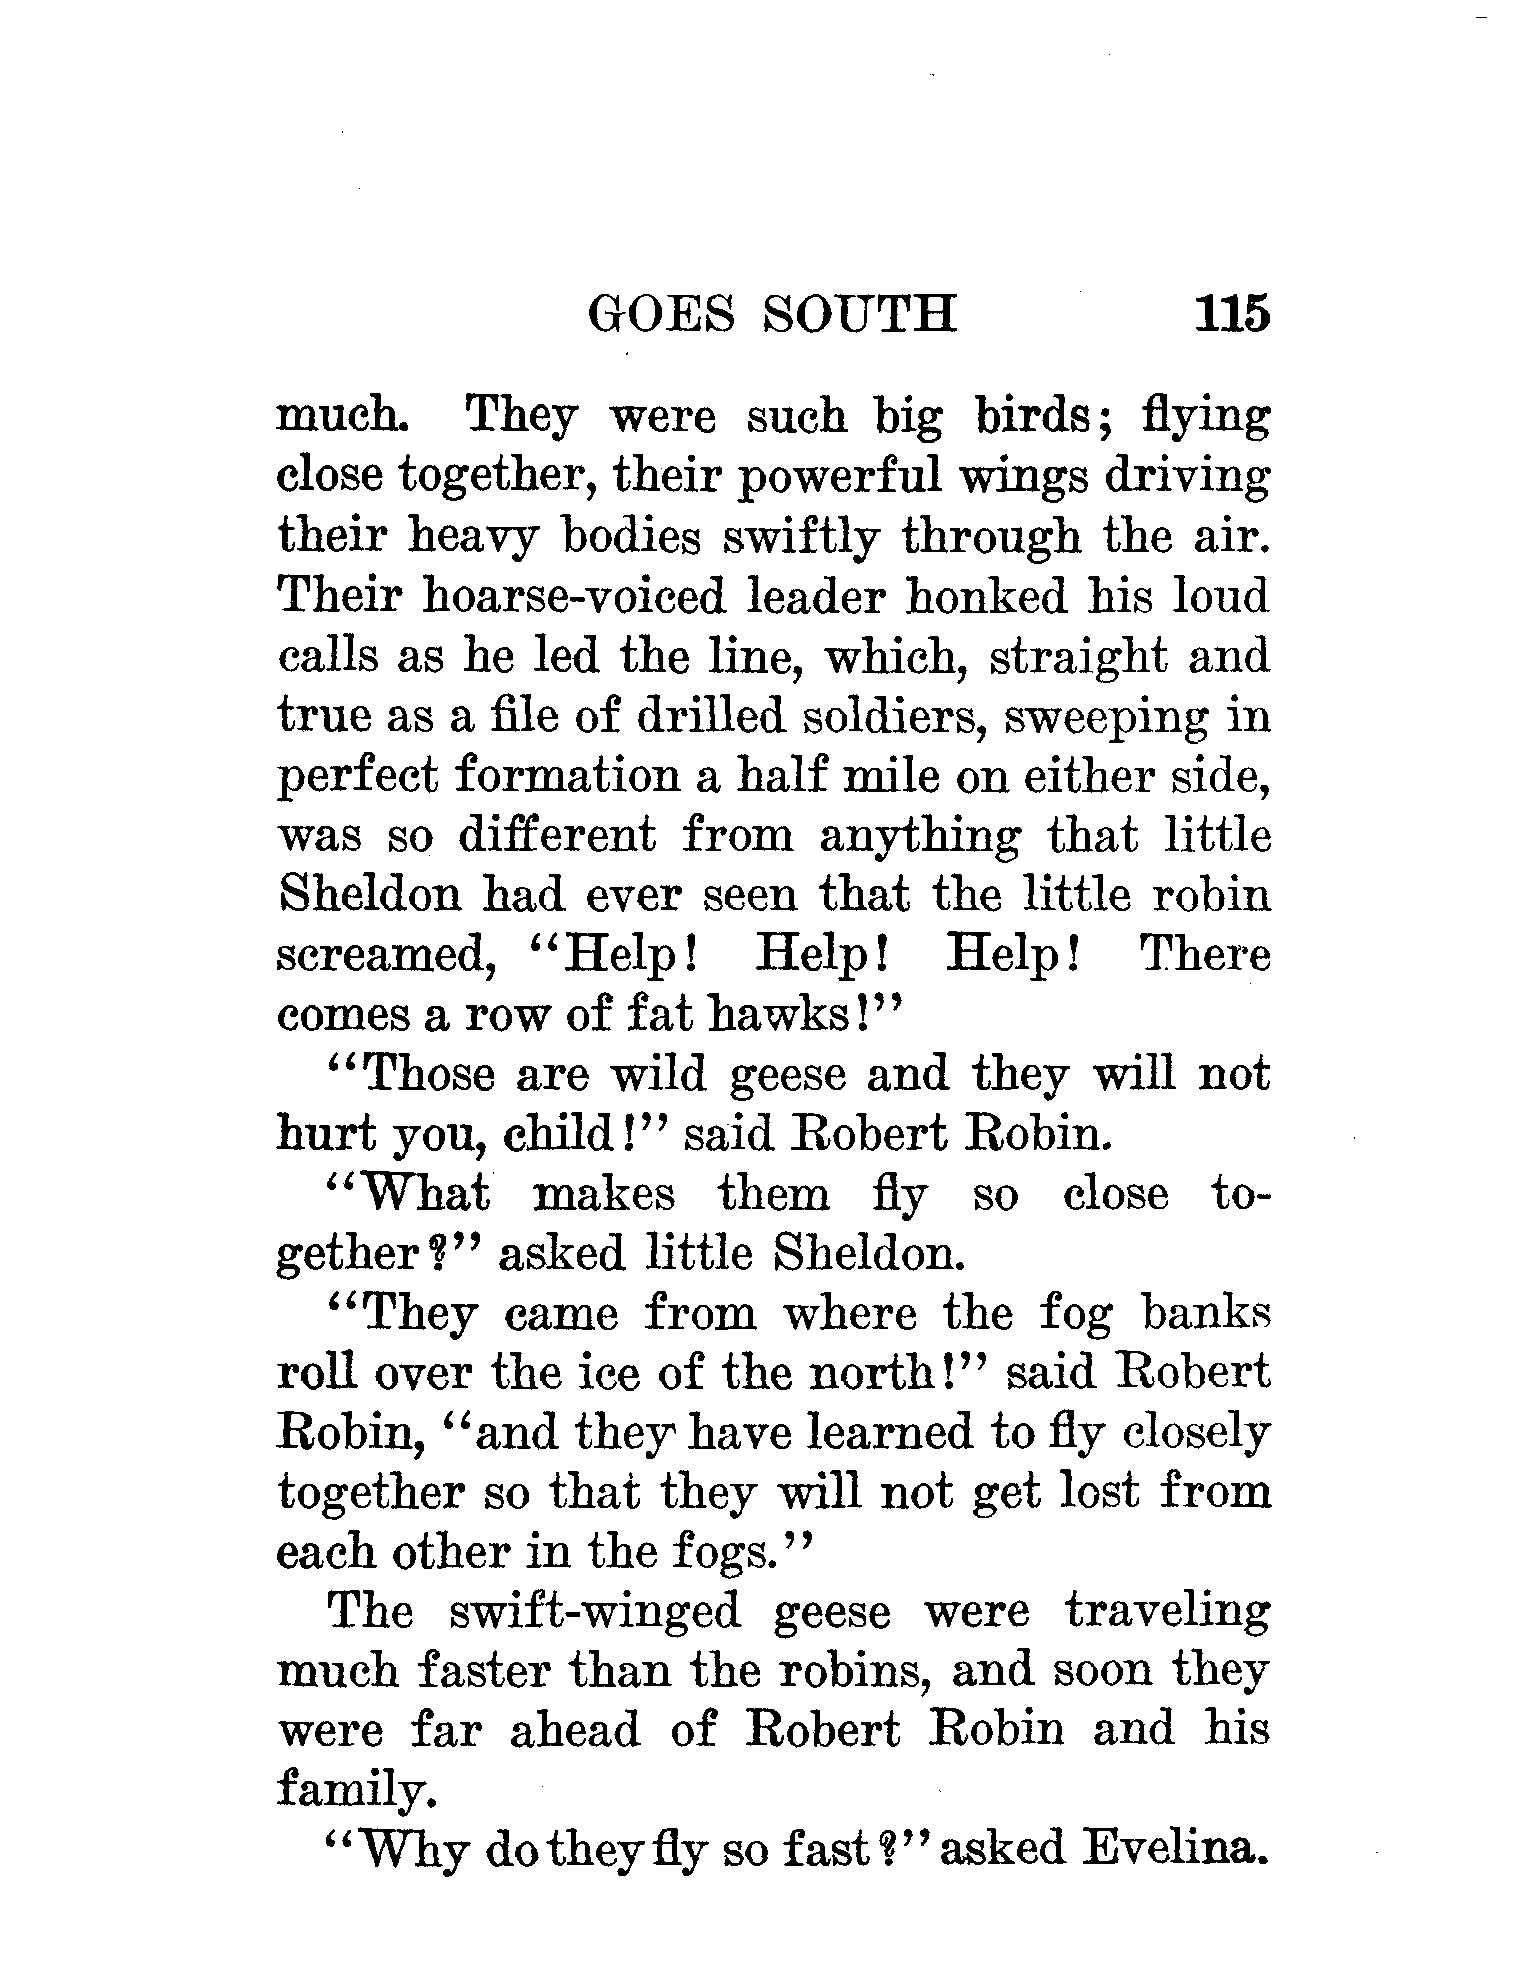 GOES SOUTH 115
much. They were such big birds; flying
close together, their powerful wings driving
their heavy bodies swiftly through the air.
Their hoarse-voiced leader honked his loud
calls as he led the line, which, straight and
true as a file of drilled soldiers, sweeping in
perfect formation a half mile on either side,
was so different from anything that little
Sheldon had ever seen that the little robin
screamed, "Help! Help! Help! There
comes a row of fat hawks!"
"Those are wild geese and they will not
hurt you, child!" said Robert Robin.
"What makes them fly so close to-
gether?" asked little Sheldon.
"They came from where the fog banks
roll over the ice of the north!" said Robert
Robin, "and they have learned to fly closely
together so that they will not get lost from
each other in the fogs."
The swift-winged geese were traveling
much faster than the robins, and soon they
were far ahead of Robert Robin and his
family.
"Why do they fly so fast?" asked Evelina.